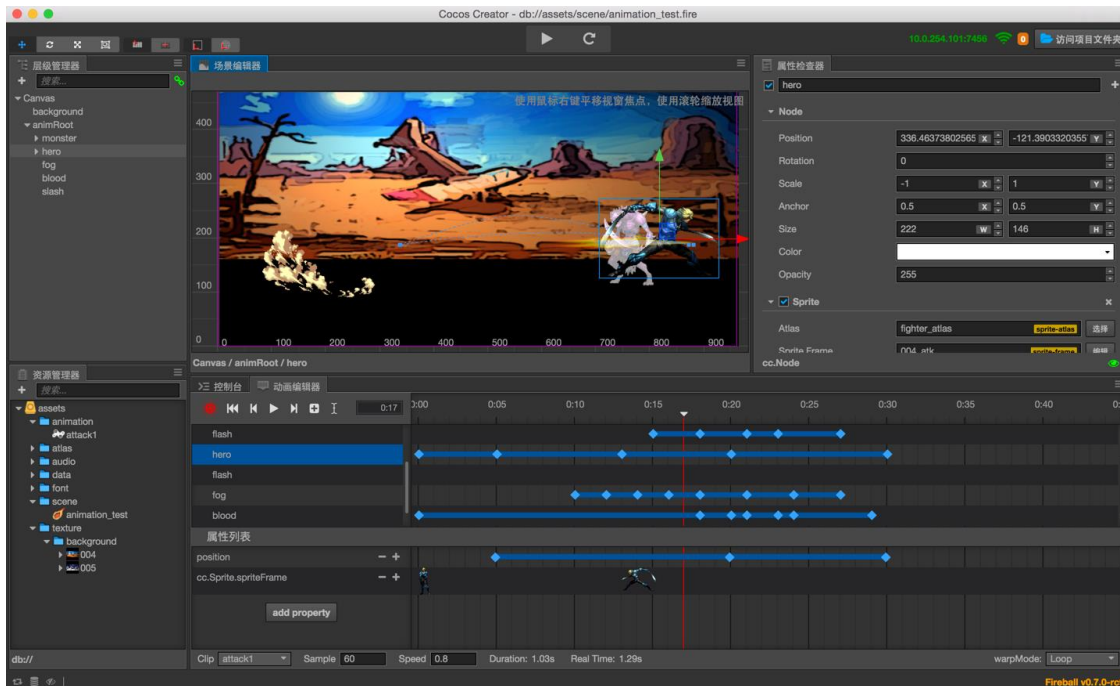 Cocos Creator - db://assets/scene/animation_test.fire
10.0.254.101:7456
0
访问项目文件夹
层级管理器
搜索...
Canvas
background
animRoot
monster
hero
fog
blood
slash
场景编辑器
使用鼠标右键平移视窗焦点，使用滚轮缩放视图
400
300
200
100
0
0 100 200 300 400 500 600 700 800 900
Canvas / animRoot / hero
属性检查器
hero
Node
Position 336.46373802565 X -121.3903320355 Y
Rotation 0
Scale -1 X 1 Y
Anchor 0.5 X 0.5 Y
Size 222 W 146 H
Color
Opacity 255
Sprite
Atlas fighter_atlas sprite-atlas 选择
Sprite Frame 004_atk sprite-frame 编辑
cc.Node
资源管理器
搜索...
assets
animation
attack1
atlas
audio
data
font
scene
animation_test
texture
background
004
005
db://
控制台 动画编辑器
0:17
0:00 0:05 0:10 0:15 0:20 0:25 0:30 0:35 0:40
flash
hero
flash
fog
blood
属性列表
position
cc.Sprite.spriteFrame
add property
Clip attack1 Sample 60 Speed 0.8 Duration: 1.03s Real Time: 1.29s warpMode: Loop
Fireball v0.7.0-rc